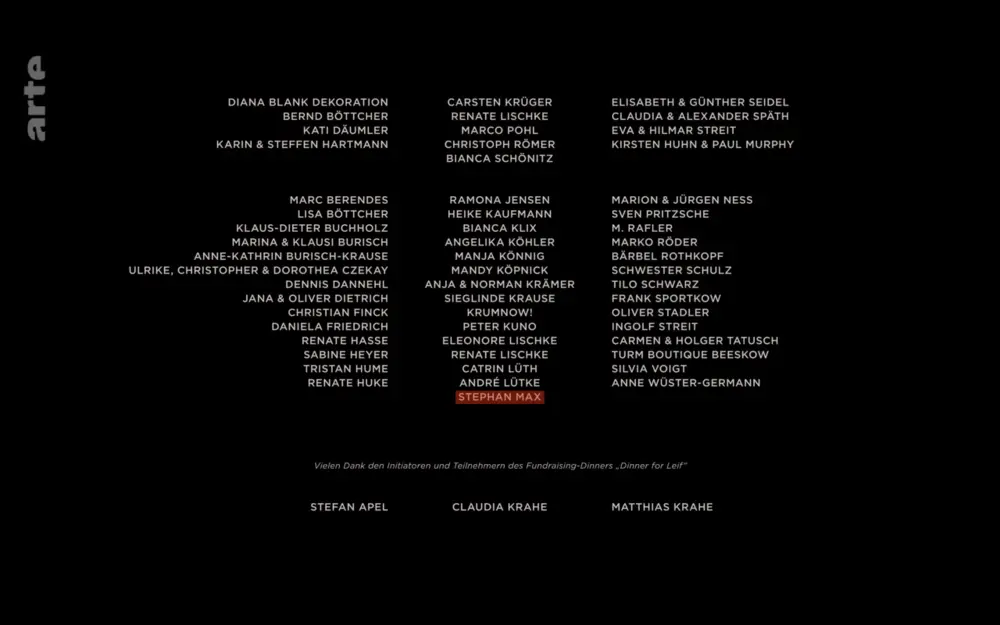 arte
DIANA BLANK DEKORATION
BERND BÖTTCHER
KATI DÄUMLER
KARIN & STEFFEN HARTMANN
CARSTEN KRÜGER
RENATE LISCHKE
MARCO POHL
CHRISTOPH RÖMER
BIANCA SCHÖNITZ
ELISABETH & GÜNTHER SEIDEL
CLAUDIA & ALEXANDER SPÄTH
EVA & HILMAR STREIT
KIRSTEN HUHN & PAUL MURPHY
MARC BERENDES
LISA BÖTTCHER
KLAUS-DIETER BUCHHOLZ
MARINA & KLAUSI BURISCH
ANNE-KATHRIN BURISCH-KRAUSE
ULRIKE, CHRISTOPHER & DOROTHEA CZEKAY
DENNIS DANNEHL
JANA & OLIVER DIETRICH
CHRISTIAN FINCK
DANIELA FRIEDRICH
RENATE HASSE
SABINE HEYER
TRISTAN HUME
RENATE HUKE
RAMONA JENSEN
HEIKE KAUFMANN
BIANCA KLIX
ANGELIKA KÖHLER
MANJA KÖNNIG
MANDY KÖPNICK
ANJA & NORMAN KRÄMER
SIEGLINDE KRAUSE
KRUMNOW!
PETER KUNO
ELEONORE LISCHKE
RENATE LISCHKE
CATRIN LÜTH
ANDRÉ LÜTKE
STEPHAN MAX
MARION & JÜRGEN NESS
SVEN PRITZSCHE
M. RAFLER
MARKO RÖDER
BÄRBEL ROTHKOPF
SCHWESTER SCHULZ
TILO SCHWARZ
FRANK SPORTKOW
OLIVER STADLER
INGOLF STREIT
CARMEN & HOLGER TATUSCH
TURM BOUTIQUE BEESKOW
SILVIA VOIGT
ANNE WÜSTER-GERMANN
Vielen Dank den Initiatoren und Teilnehmern des Fundraising-Dinners „Dinner for Leif“
STEFAN APEL
CLAUDIA KRAHE
MATTHIAS KRAHE